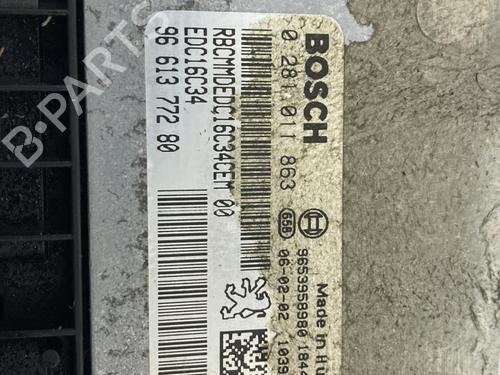 BOSCH
0 281 011 863
RBCMMDEDC16C34CEM 00
EDC16C34
96 613 772 80
658
06-02-02
9653958980
Made in
B-PARTS